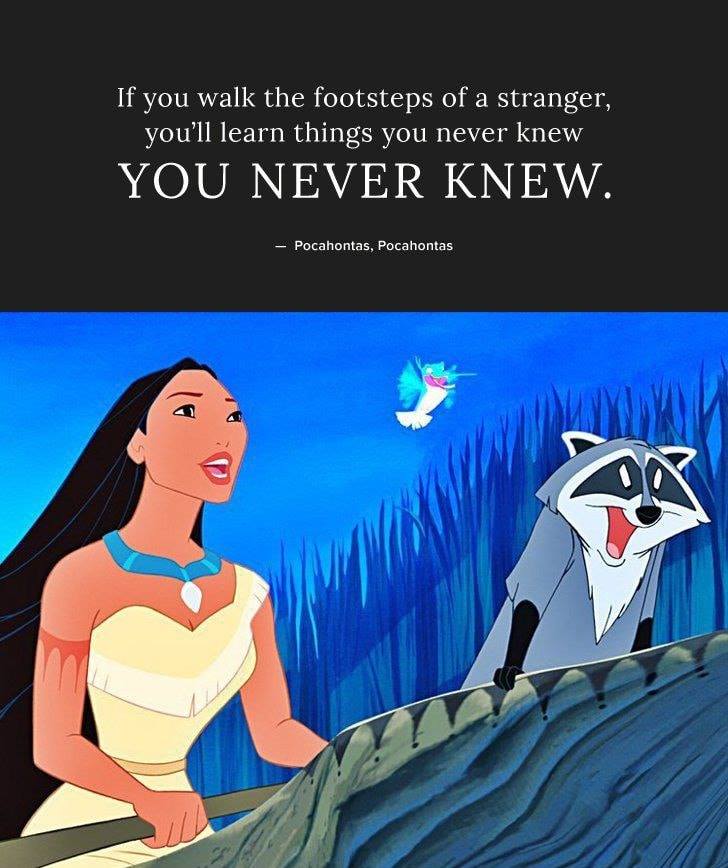 If you walk the footsteps of a stranger,
you’ll learn things you never knew
YOU NEVER KNEW.
— Pocahontas, Pocahontas